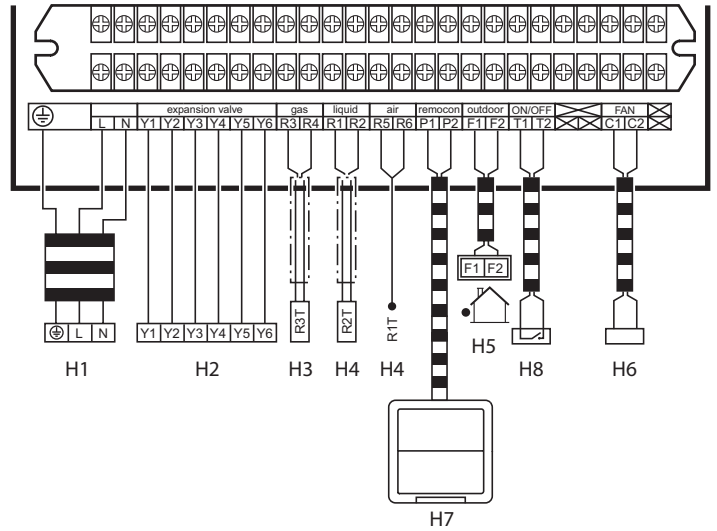 expansion valve gas liquid air remocon outdoor ON/OFF FAN
L N Y1 Y2 Y3 Y4 Y5 Y6 R3 R4 R1 R2 R5 R6 P1 P2 F1 F2 T1 T2 C1 C2
F1 F2
R3T R2T R1T
L N Y1 Y2 Y3 Y4 Y5 Y6
H5
H1 H2 H3 H4 H4 H8 H6
H7